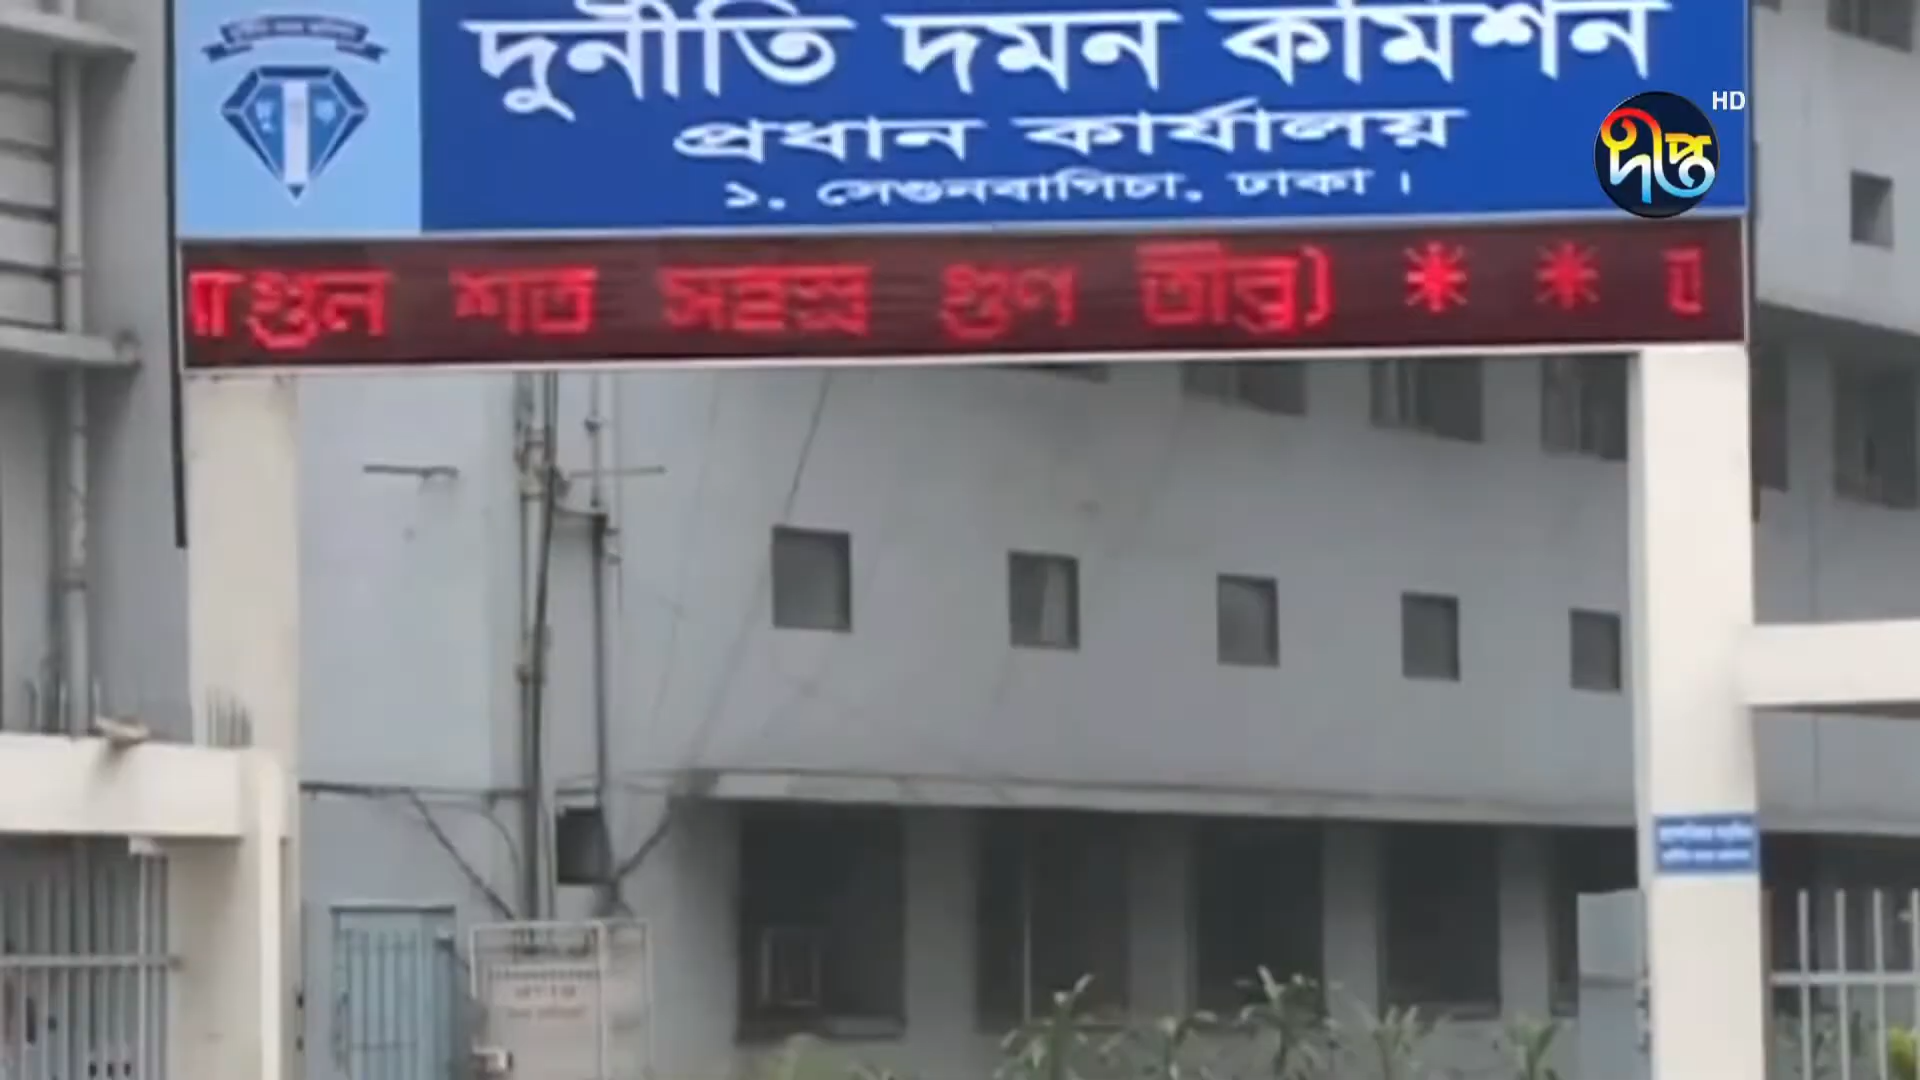 দুর্নীতি দমন কমিশন
প্রধান কার্যালয়
১, সেগুনবাগিচা, ঢাকা।
গুন শত সহস্র গুণ তীব্র) * *
দীপ্ত
HD